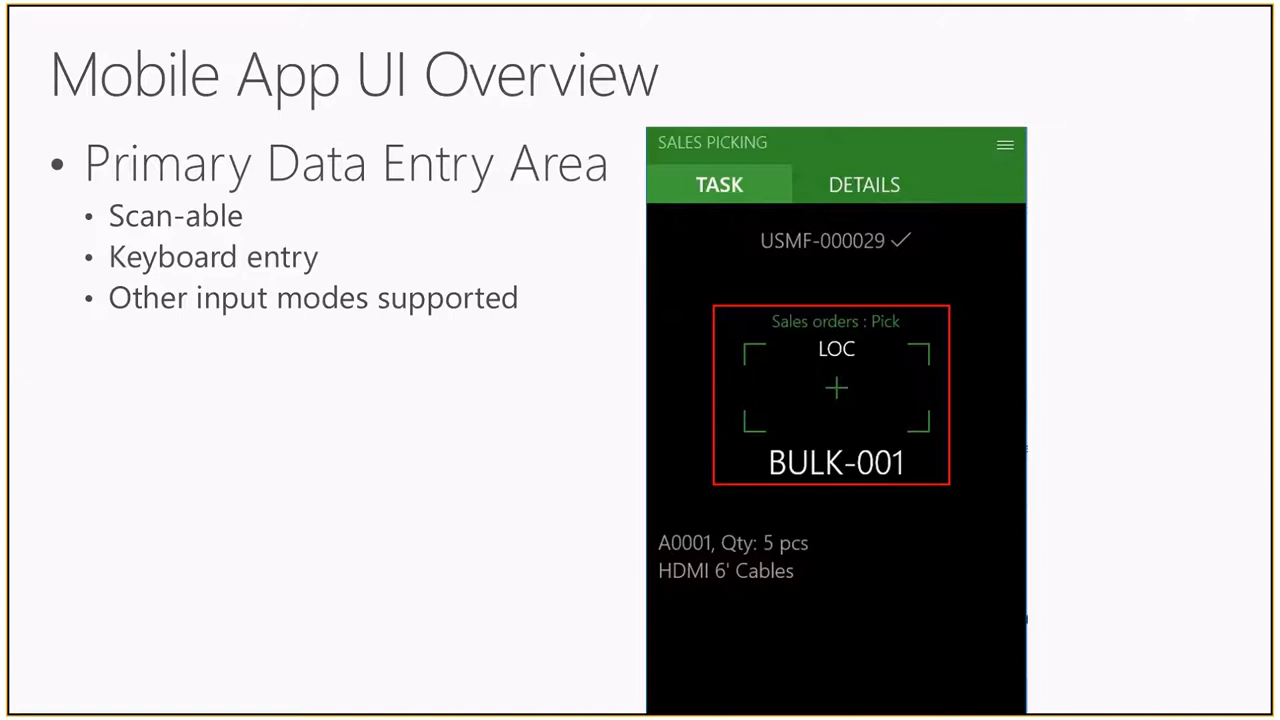 Mobile App UI Overview
• Primary Data Entry Area
• Scan-able
• Keyboard entry
• Other input modes supported
SALES PICKING
TASK DETAILS
USMF-000029
Sales orders : Pick
LOC
BULK-001
A0001, Qty: 5 pcs
HDMI 6' Cables